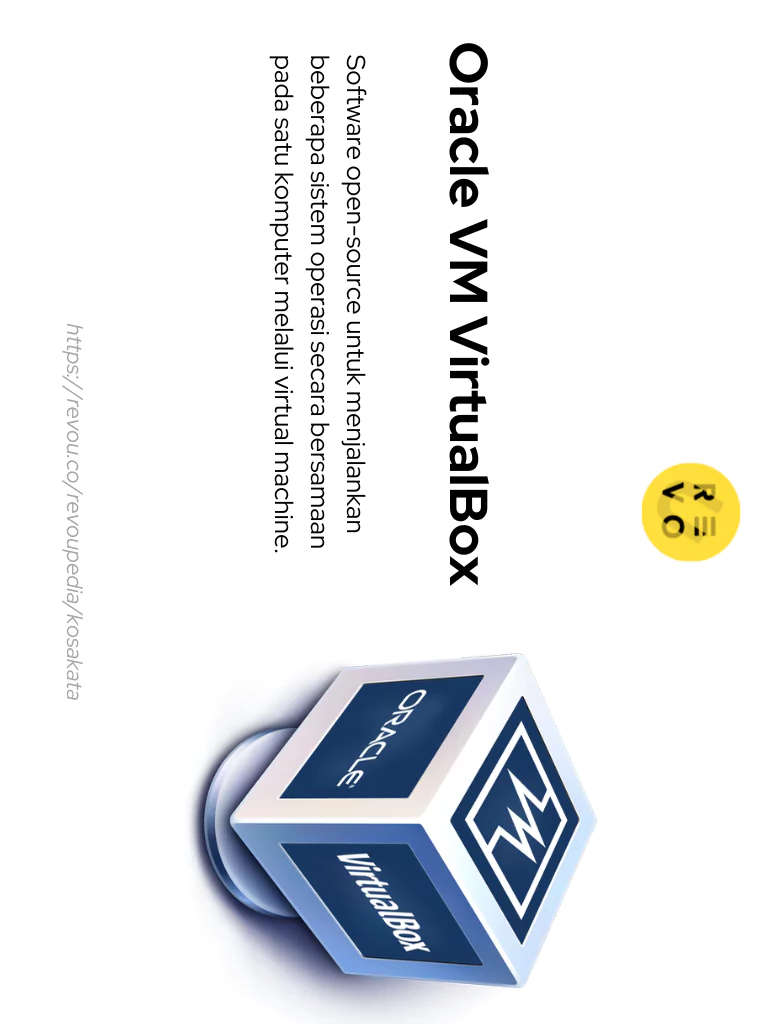 R≡
VO
Oracle VM VirtualBox
Software open-source untuk menjalankan
beberapa sistem operasi secara bersamaan
pada satu komputer melalui virtual machine.
ORACLE
VirtualBox
https://revou.co/revoupedia/kosakata